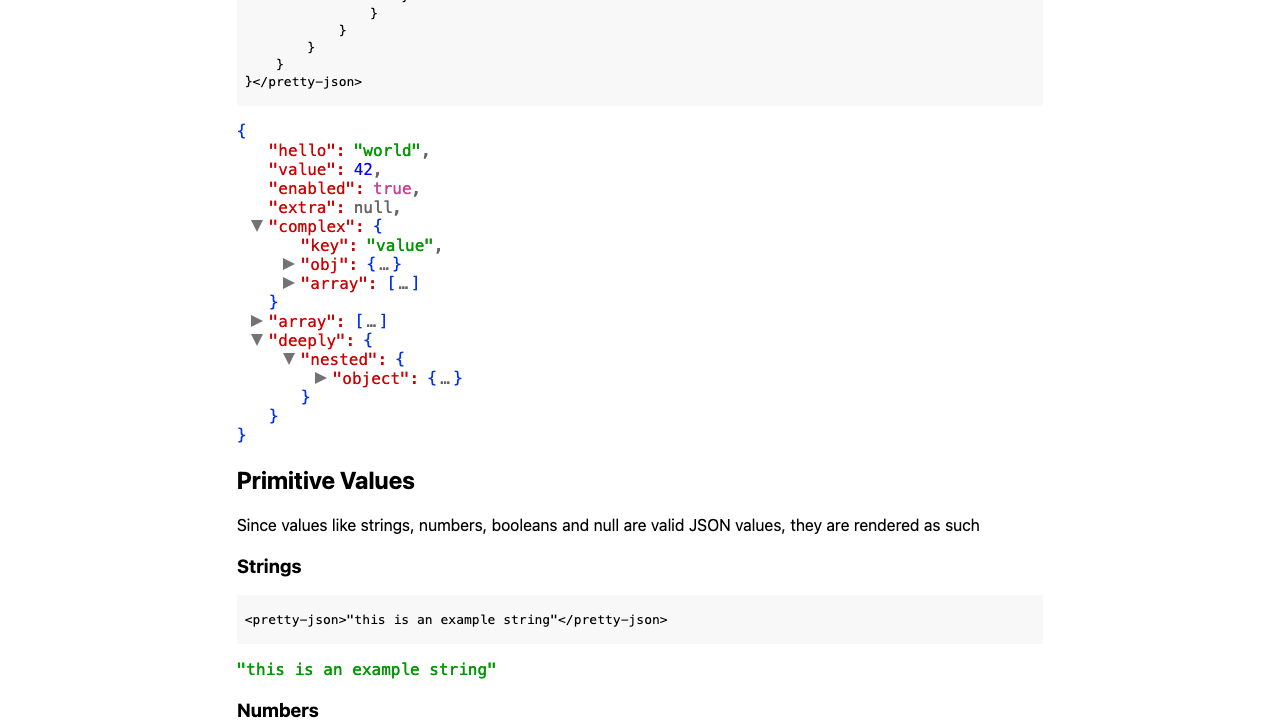 }
}
}
}
}</pretty-json>
{
"hello": "world",
"value": 42,
"enabled": true,
"extra": null,
▼ "complex": {
"key": "value",
▶ "obj": {…}
▶ "array": […]
}
▶ "array": […]
▼ "deeply": {
▼ "nested": {
▶ "object": {…}
}
}
}
Primitive Values
Since values like strings, numbers, booleans and null are valid JSON values, they are rendered as such
Strings
<pretty-json>"this is an example string"</pretty-json>
"this is an example string"
Numbers